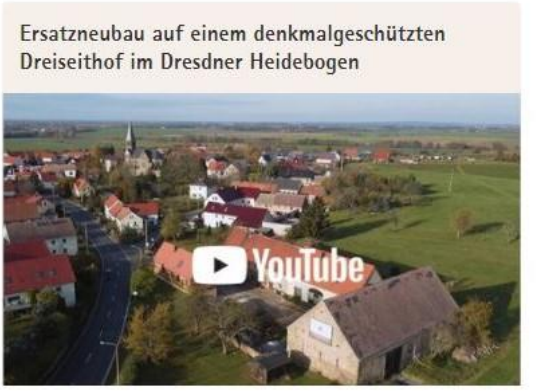 Ersatzneubau auf einem denkmalgeschützten
Dreiseithof im Dresdner Heidebogen
YouTube